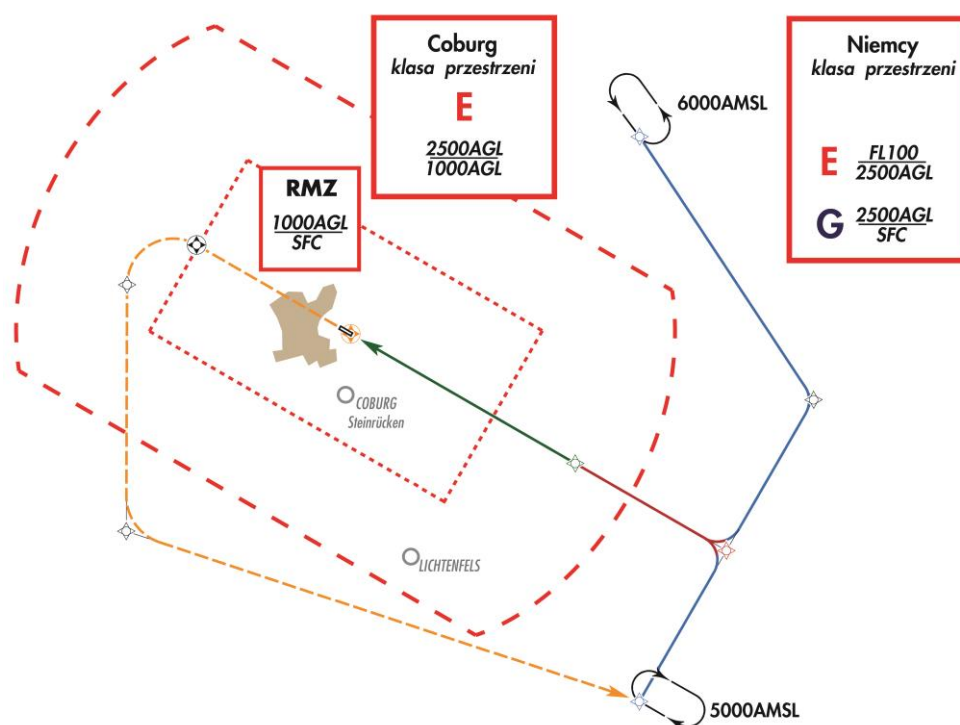 Coburg
klasa przestrzeni
E
2500AGL
1000AGL
Niemcy
klasa przestrzeni
E FL100
2500AGL
G 2500AGL
SFC
6000AMSL
RMZ
1000AGL
SFC
COBURG
Steinrücken
LICHTENFELS
5000AMSL